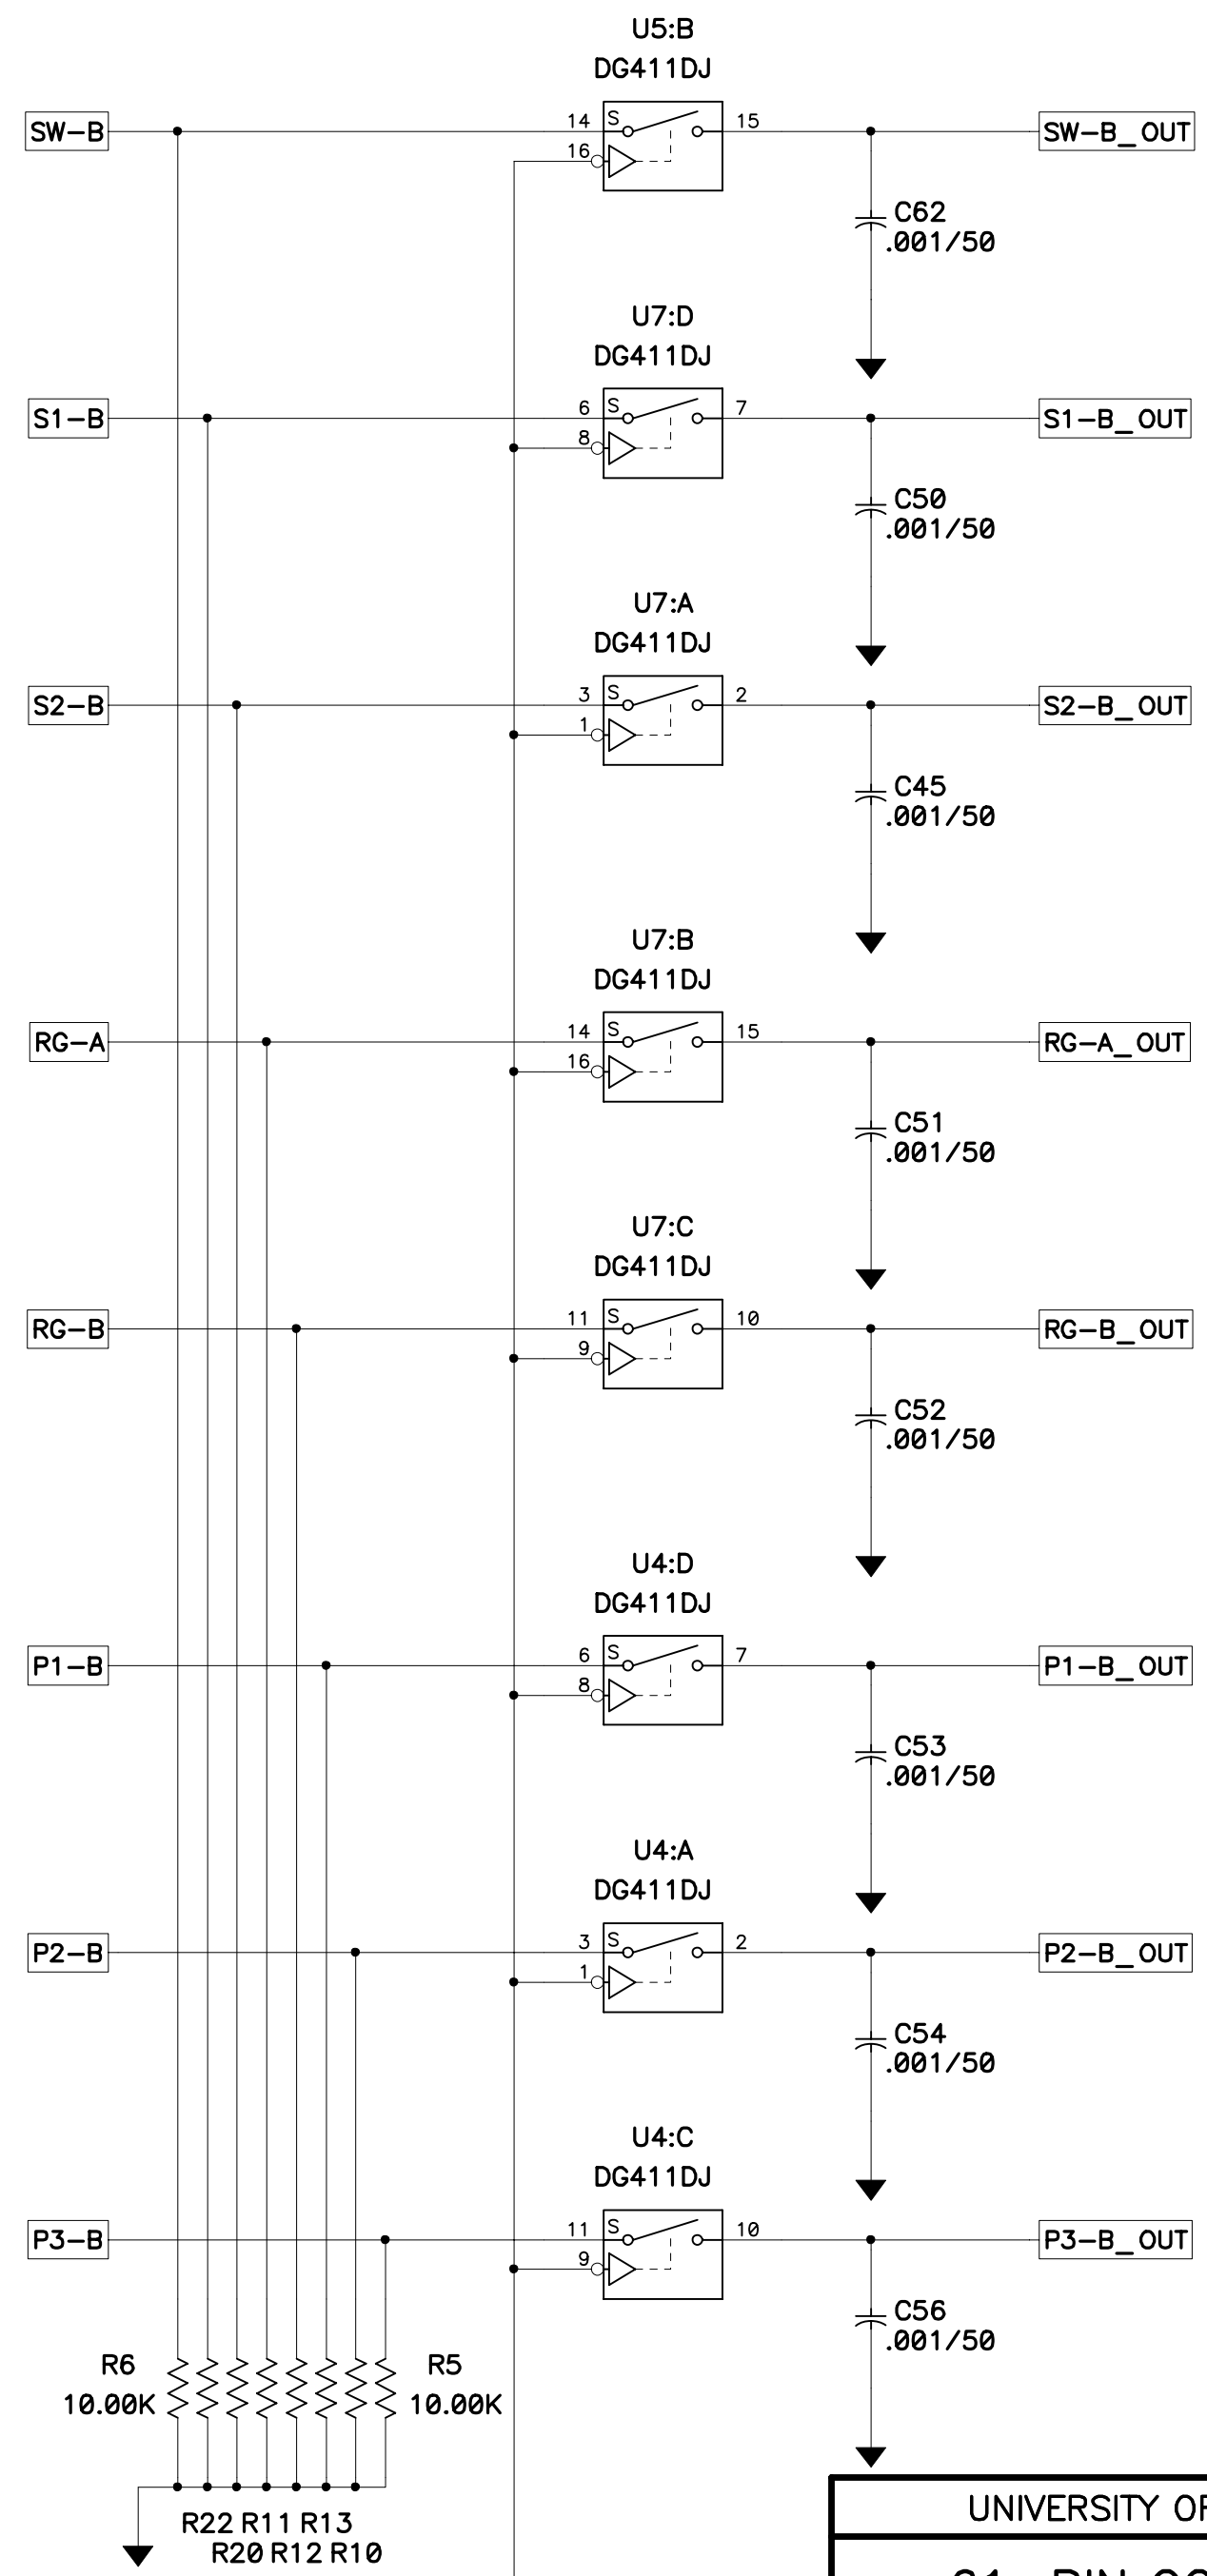 U5:B
DG411DJ
SW-B 14 S 15 SW-B_OUT
16
C62
.001/50
U7:D
DG411DJ
S1-B 6 S 7 S1-B_OUT
8
C50
.001/50
U7:A
DG411DJ
S2-B 3 S 2 S2-B_OUT
1
C45
.001/50
U7:B
DG411DJ
RG-A 14 S 15 RG-A_OUT
16
C51
.001/50
U7:C
DG411DJ
RG-B 11 S 10 RG-B_OUT
9
C52
.001/50
U4:D
DG411DJ
P1-B 6 S 7 P1-B_OUT
8
C53
.001/50
U4:A
DG411DJ
P2-B 3 S 2 P2-B_OUT
1
C54
.001/50
U4:C
DG411DJ
P3-B 11 S 10 P3-B_OUT
9
C56
.001/50
R6 R5
10.00K 10.00K
R22 R11 R13
R20 R12 R10
UNIVERSITY OF